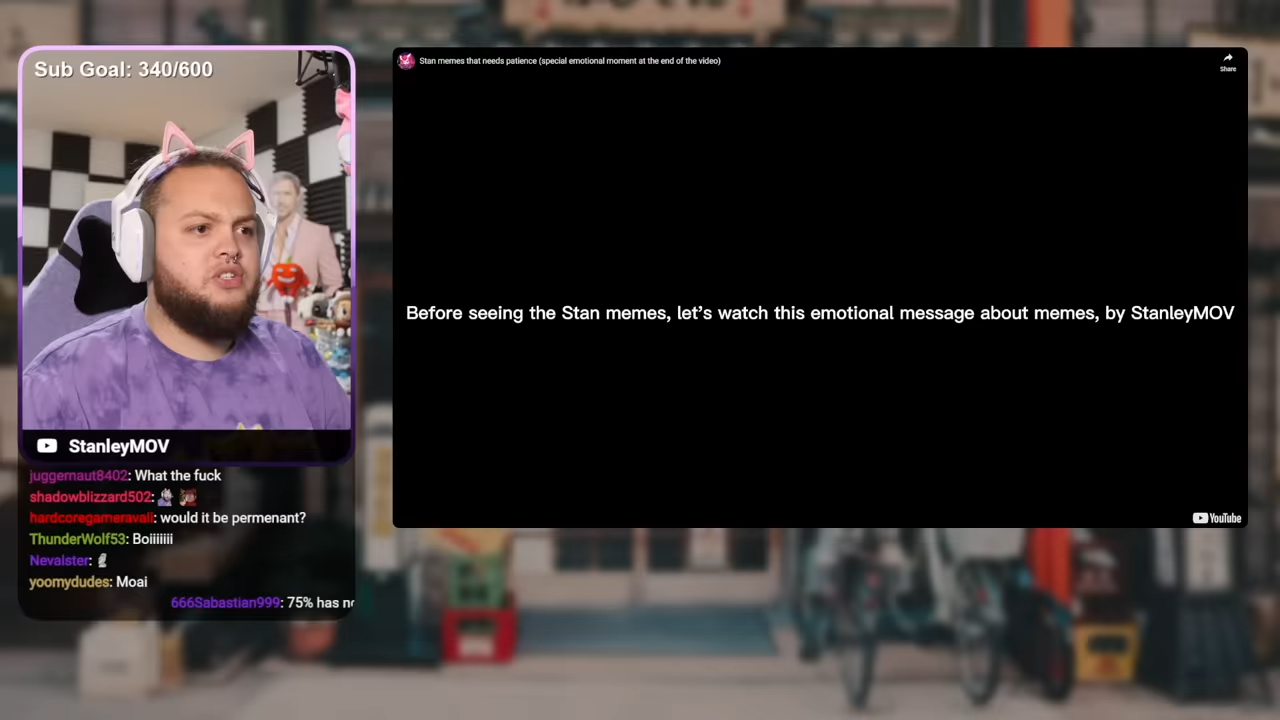 Sub Goal: 340/600
Stan memes that needs patience (special emotional moment at the end of the video)
Share
Before seeing the Stan memes, let's watch this emotional message about memes, by StanleyMOV
StanleyMOV
juggernaut8402: What the fuck
shadowblizzard502:
hardcoregameravali: would it be permenant?
ThunderWolf53: Boiiiiiii
Nevalster:
yoomydudes: Moai
666Sabastian999: 75% has
YouTube